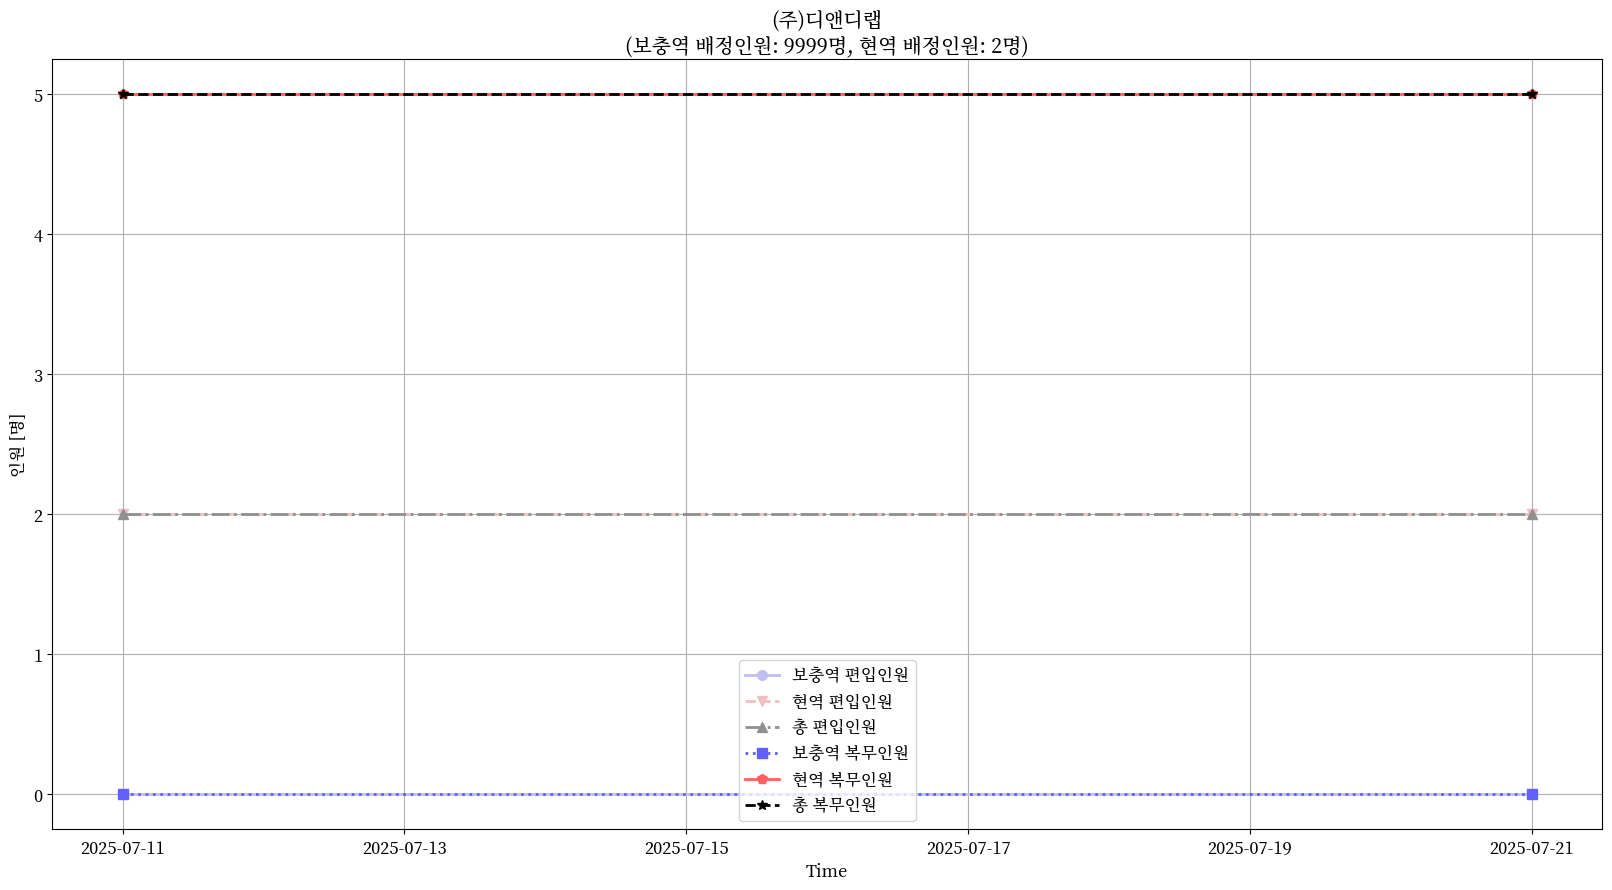 (주)디앤디랩
(보충역 배정인원: 9999명, 현역 배정인원: 2명)
인원 [명]
5
4
3
2
1
0
보충역 편입인원
현역 편입인원
총 편입인원
보충역 복무인원
현역 복무인원
총 복무인원
2025-07-11
2025-07-13
2025-07-15
2025-07-17
2025-07-19
2025-07-21
Time